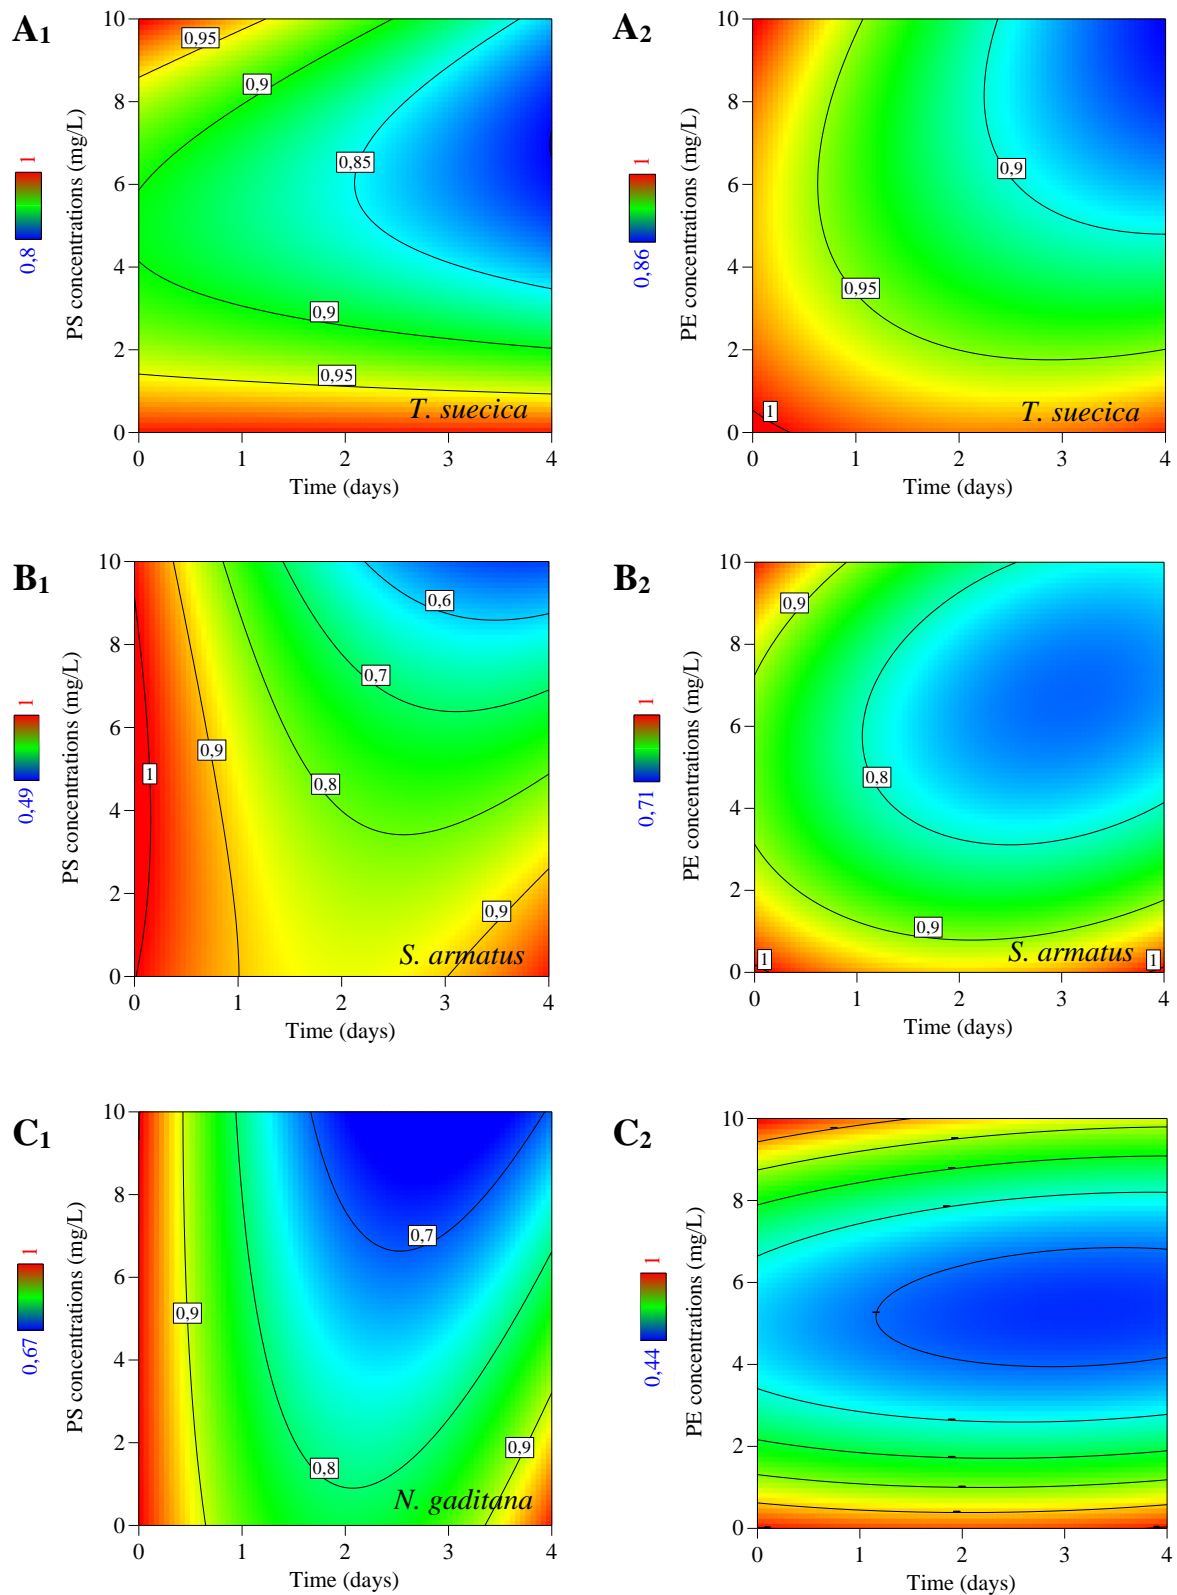 A1
PS concentrations (mg/L)
1
0,8
10
8
6
4
2
0
0,95
0,9
0,85
0,9
0,95
T. suecica
0 1 2 3 4
Time (days)
A2
PE concentrations (mg/L)
1
0,86
10
8
6
4
2
0
0,9
0,95
1
T. suecica
0 1 2 3 4
Time (days)
B1
PS concentrations (mg/L)
1
0,49
10
8
6
4
2
0
0,6
0,7
0,9
1
0,8
0,9
S. armatus
0 1 2 3 4
Time (days)
B2
PE concentrations (mg/L)
1
0,71
10
8
6
4
2
0
0,9
0,8
0,9
1
1
S. armatus
0 1 2 3 4
Time (days)
C1
PS concentrations (mg/L)
1
0,67
10
8
6
4
2
0
0,7
0,9
0,8
0,9
N. gaditana
0 1 2 3 4
Time (days)
C2
PE concentrations (mg/L)
1
0,44
10
8
6
4
2
0
0 1 2 3 4
Time (days)